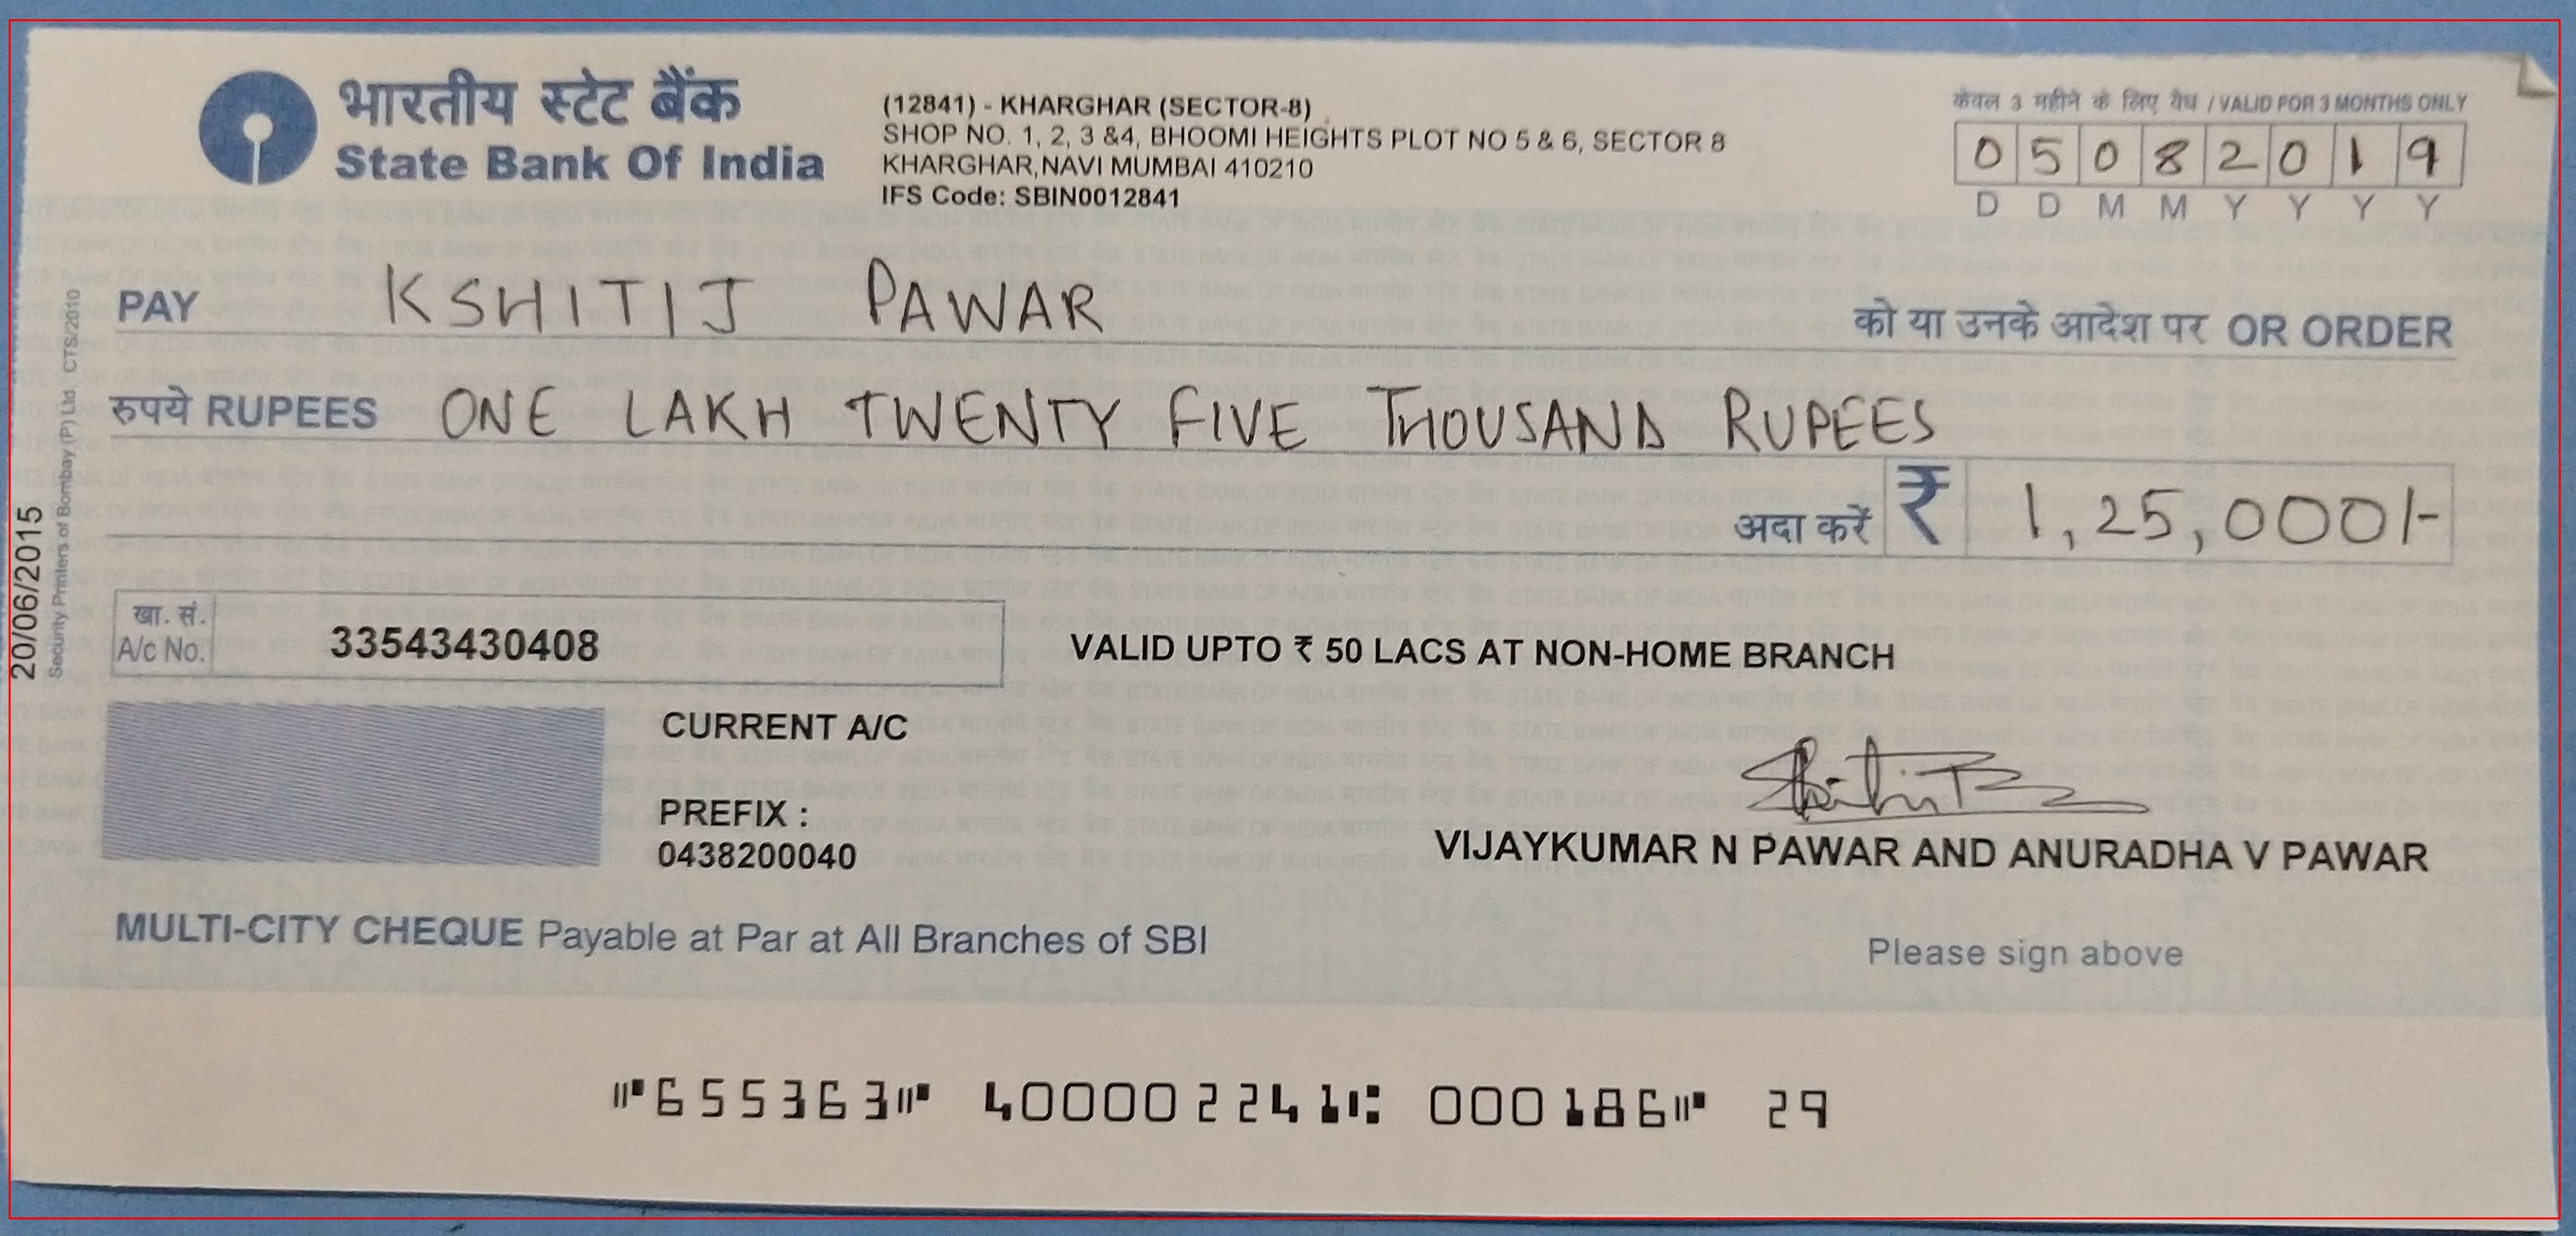 भारतीय स्टेट बैंक
State Bank Of India
(12841) - KHARGHAR (SECTOR-8)
SHOP NO. 1, 2, 3 &4, BHOOMI HEIGHTS PLOT NO 5 & 6, SECTOR 8
KHARGHAR,NAVI MUMBAI 410210
IFS Code: SBIN0012841
केवल 3 महीने के लिए वैध / VALID FOR 3 MONTHS ONLY
0 5 0 8 2 0 1 9
D D M M Y Y Y Y
PAY KSHITIJ PAWAR को या उनके आदेश पर OR ORDER
रुपये RUPEES ONE LAKH TWENTY FIVE THOUSAND RUPEES
अदा करें ₹ 1,25,000/-
20/06/2015
Security Printers of Bombay (P) Ltd CTS/2010
खा. सं.
A/c No. 33543430408
VALID UPTO ₹ 50 LACS AT NON-HOME BRANCH
CURRENT A/C
PREFIX :
0438200040
VIJAYKUMAR N PAWAR AND ANURADHA V PAWAR
MULTI-CITY CHEQUE Payable at Par at All Branches of SBI
Please sign above
⑈655363⑈ 400002241⑆ 000186⑈ 29